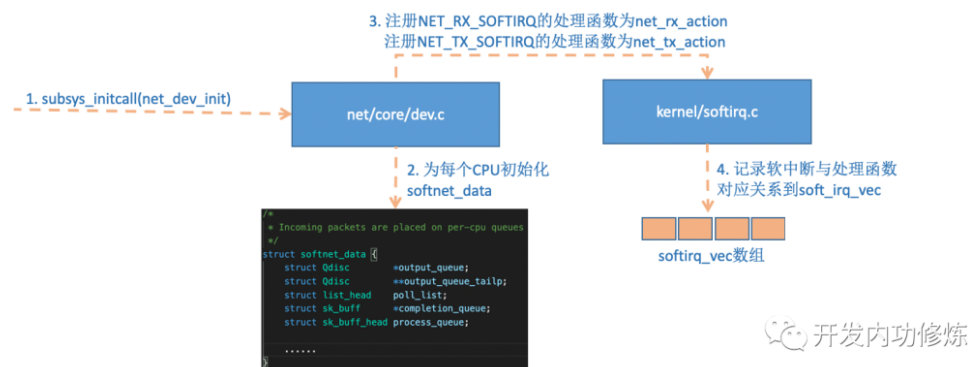 3. 注册NET_RX_SOFTIRQ的处理函数为net_rx_action
注册NET_TX_SOFTIRQ的处理函数为net_tx_action
1. subsys_initcall(net_dev_init)
net/core/dev.c
kernel/softirq.c
2. 为每个CPU初始化
softnet_data
4. 记录软中断与处理函数
对应关系到soft_irq_vec
/*
* Incoming packets are placed on per-cpu queues
*/
struct softnet_data {
struct Qdisc *output_queue;
struct Qdisc **output_queue_tailp;
struct list_head poll_list;
struct sk_buff *completion_queue;
struct sk_buff_head process_queue;
......
}
softirq_vec数组
开发内功修炼